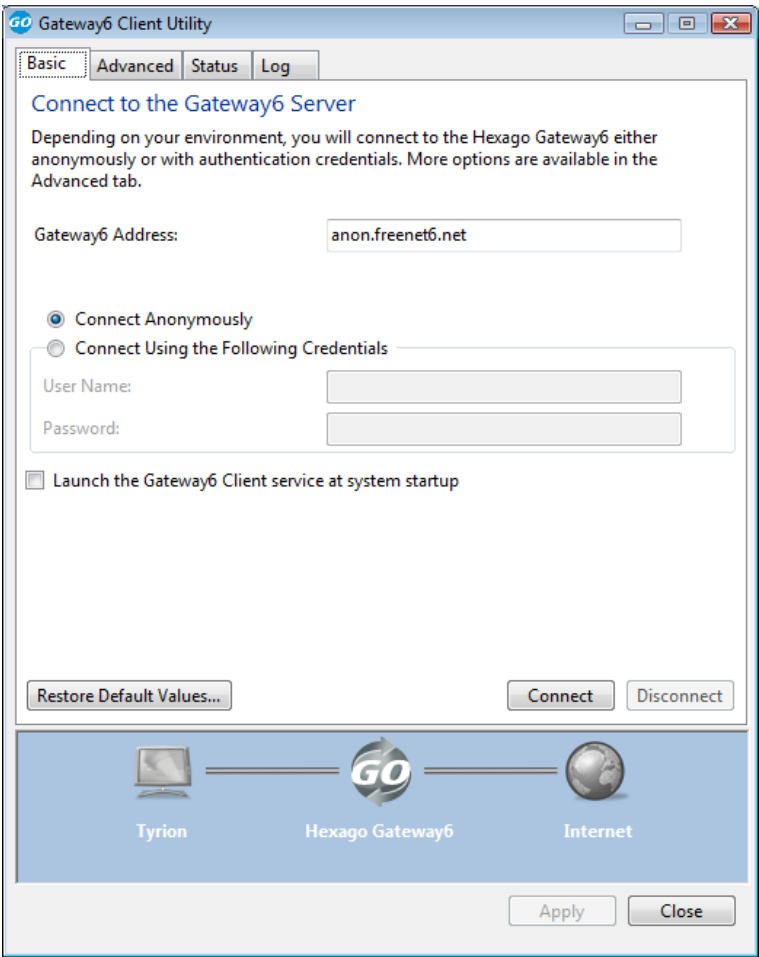 GO Gateway6 Client Utility
Basic Advanced Status Log
Connect to the Gateway6 Server
Depending on your environment, you will connect to the Hexago Gateway6 either
anonymously or with authentication credentials. More options are available in the
Advanced tab.
Gateway6 Address: anon.freenet6.net
Connect Anonymously
Connect Using the Following Credentials
User Name:
Password:
Launch the Gateway6 Client service at system startup
Restore Default Values... Connect Disconnect
GO
Tyrion Hexago Gateway6 Internet
Apply Close